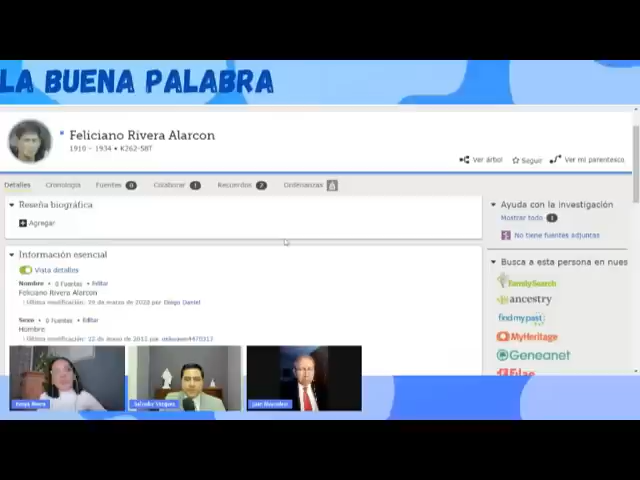 LA BUENA PALABRA
Feliciano Rivera Alarcon
1910 – 1934 • K262-58T
Ver árbol
Seguir
Ver mi parentesco
Detalles
Cronología
Fuentes 0
Colaborar 1
Recuerdos 2
Ordenanzas
Reseña biográfica
Agregar
Información esencial
Vista detalles
Nombre • 0 Fuentes • Editar
Feliciano Rivera Alarcon
Última modificación: 29 de marzo de 2020 por Diego Daniel
Sexo • 0 Fuentes • Editar
Hombre
Última modificación: 12 de mayo de 2012 por
Ayuda con la investigación
Mostrar todo 1
No tiene fuentes adjuntas
Busca a esta persona en nues
FamilySearch
ancestry
findmypast
MyHeritage
Geneanet
Filae